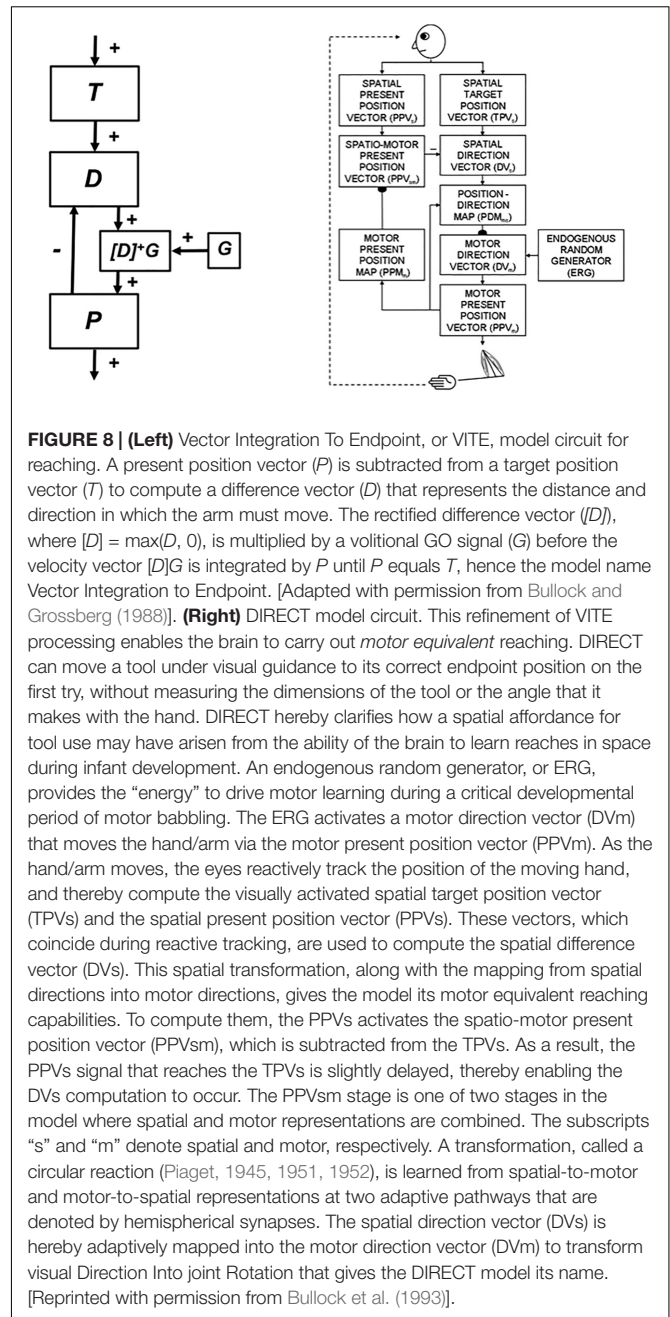 +
T
+
D
+
-
[D]⁺G
+
G
+
P
+
SPATIAL
PRESENT
POSITION
VECTOR (PPVₛ)
SPATIAL
TARGET
POSITION
VECTOR (TPVₛ)
SPATIO-MOTOR
PRESENT
POSITION
VECTOR (PPVₛₘ)
–
SPATIAL
DIRECTION
VECTOR (DVₛ)
POSITION -
DIRECTION
MAP (PDMₘₛ)
MOTOR
PRESENT
POSITION
MAP (PPMₘ)
MOTOR
DIRECTION
VECTOR (DVₘ)
ENDOGENOUS
RANDOM
GENERATOR
(ERG)
MOTOR
PRESENT
POSITION
VECTOR (PPVₘ)
FIGURE 8 | (Left) Vector Integration To Endpoint, or VITE, model circuit for
reaching. A present position vector (P) is subtracted from a target position
vector (T) to compute a difference vector (D) that represents the distance and
direction in which the arm must move. The rectified difference vector ([D]),
where [D] = max(D, 0), is multiplied by a volitional GO signal (G) before the
velocity vector [D]G is integrated by P until P equals T, hence the model name
Vector Integration to Endpoint. [Adapted with permission from Bullock and
Grossberg (1988)]. (Right) DIRECT model circuit. This refinement of VITE
processing enables the brain to carry out motor equivalent reaching. DIRECT
can move a tool under visual guidance to its correct endpoint position on the
first try, without measuring the dimensions of the tool or the angle that it
makes with the hand. DIRECT hereby clarifies how a spatial affordance for
tool use may have arisen from the ability of the brain to learn reaches in space
during infant development. An endogenous random generator, or ERG,
provides the “energy” to drive motor learning during a critical developmental
period of motor babbling. The ERG activates a motor direction vector (DVm)
that moves the hand/arm via the motor present position vector (PPVm). As the
hand/arm moves, the eyes reactively track the position of the moving hand,
and thereby compute the visually activated spatial target position vector
(TPVs) and the spatial present position vector (PPVs). These vectors, which
coincide during reactive tracking, are used to compute the spatial difference
vector (DVs). This spatial transformation, along with the mapping from spatial
directions into motor directions, gives the model its motor equivalent reaching
capabilities. To compute them, the PPVs activates the spatio-motor present
position vector (PPVsm), which is subtracted from the TPVs. As a result, the
PPVs signal that reaches the TPVs is slightly delayed, thereby enabling the
DVs computation to occur. The PPVsm stage is one of two stages in the
model where spatial and motor representations are combined. The subscripts
“s” and “m” denote spatial and motor, respectively. A transformation, called a
circular reaction (Piaget, 1945, 1951, 1952), is learned from spatial-to-motor
and motor-to-spatial representations at two adaptive pathways that are
denoted by hemispherical synapses. The spatial direction vector (DVs) is
hereby adaptively mapped into the motor direction vector (DVm) to transform
visual Direction Into joint Rotation that gives the DIRECT model its name.
[Reprinted with permission from Bullock et al. (1993)].